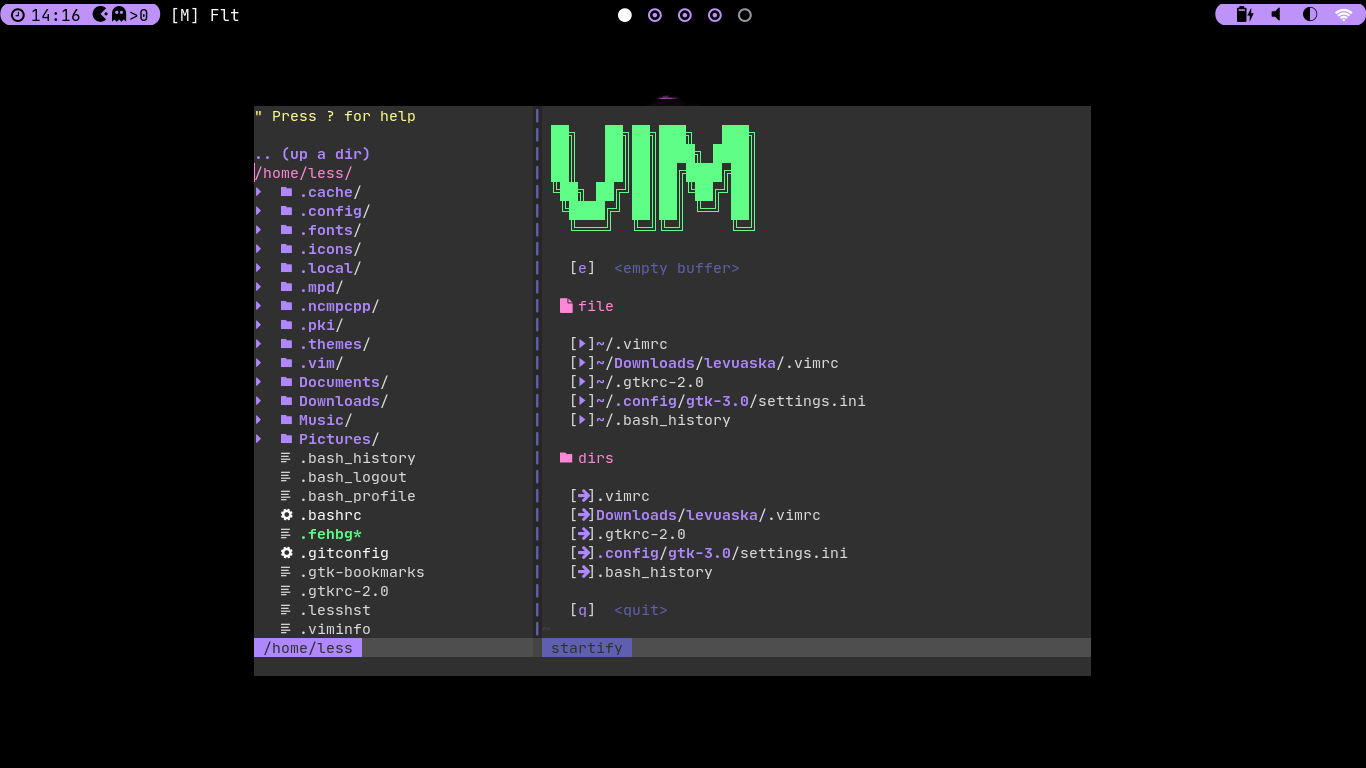 14:16 >0 [M] Flt
" Press ? for help
.. (up a dir)
/home/less/
.cache/
.config/
.fonts/
.icons/
.local/
.mpd/
.ncmpcpp/
.pki/
.themes/
.vim/
Documents/
Downloads/
Music/
Pictures/
.bash_history
.bash_logout
.bash_profile
.bashrc
.fehbg*
.gitconfig
.gtk-bookmarks
.gtkrc-2.0
.lesshst
.viminfo
/home/less
VIM
[e] <empty buffer>
file
[▸]~/.vimrc
[▸]~/Downloads/levuaska/.vimrc
[▸]~/.gtkrc-2.0
[▸]~/.config/gtk-3.0/settings.ini
[▸]~/.bash_history
dirs
[➜].vimrc
[➜]Downloads/levuaska/.vimrc
[➜].gtkrc-2.0
[➜].config/gtk-3.0/settings.ini
[➜].bash_history
[q] <quit>
~
startify